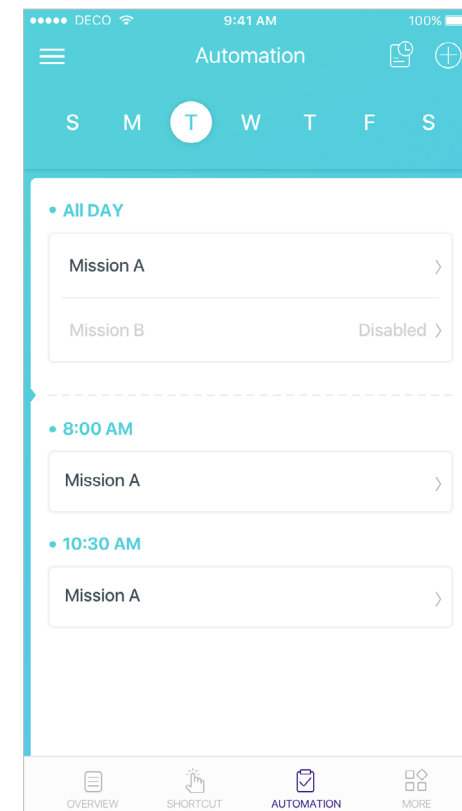 DECO 9:41 AM 100%
Automation
S M T W T F S
All DAY
Mission A
Mission B Disabled
8:00 AM
Mission A
10:30 AM
Mission A
OVERVIEW SHORTCUT AUTOMATION MORE